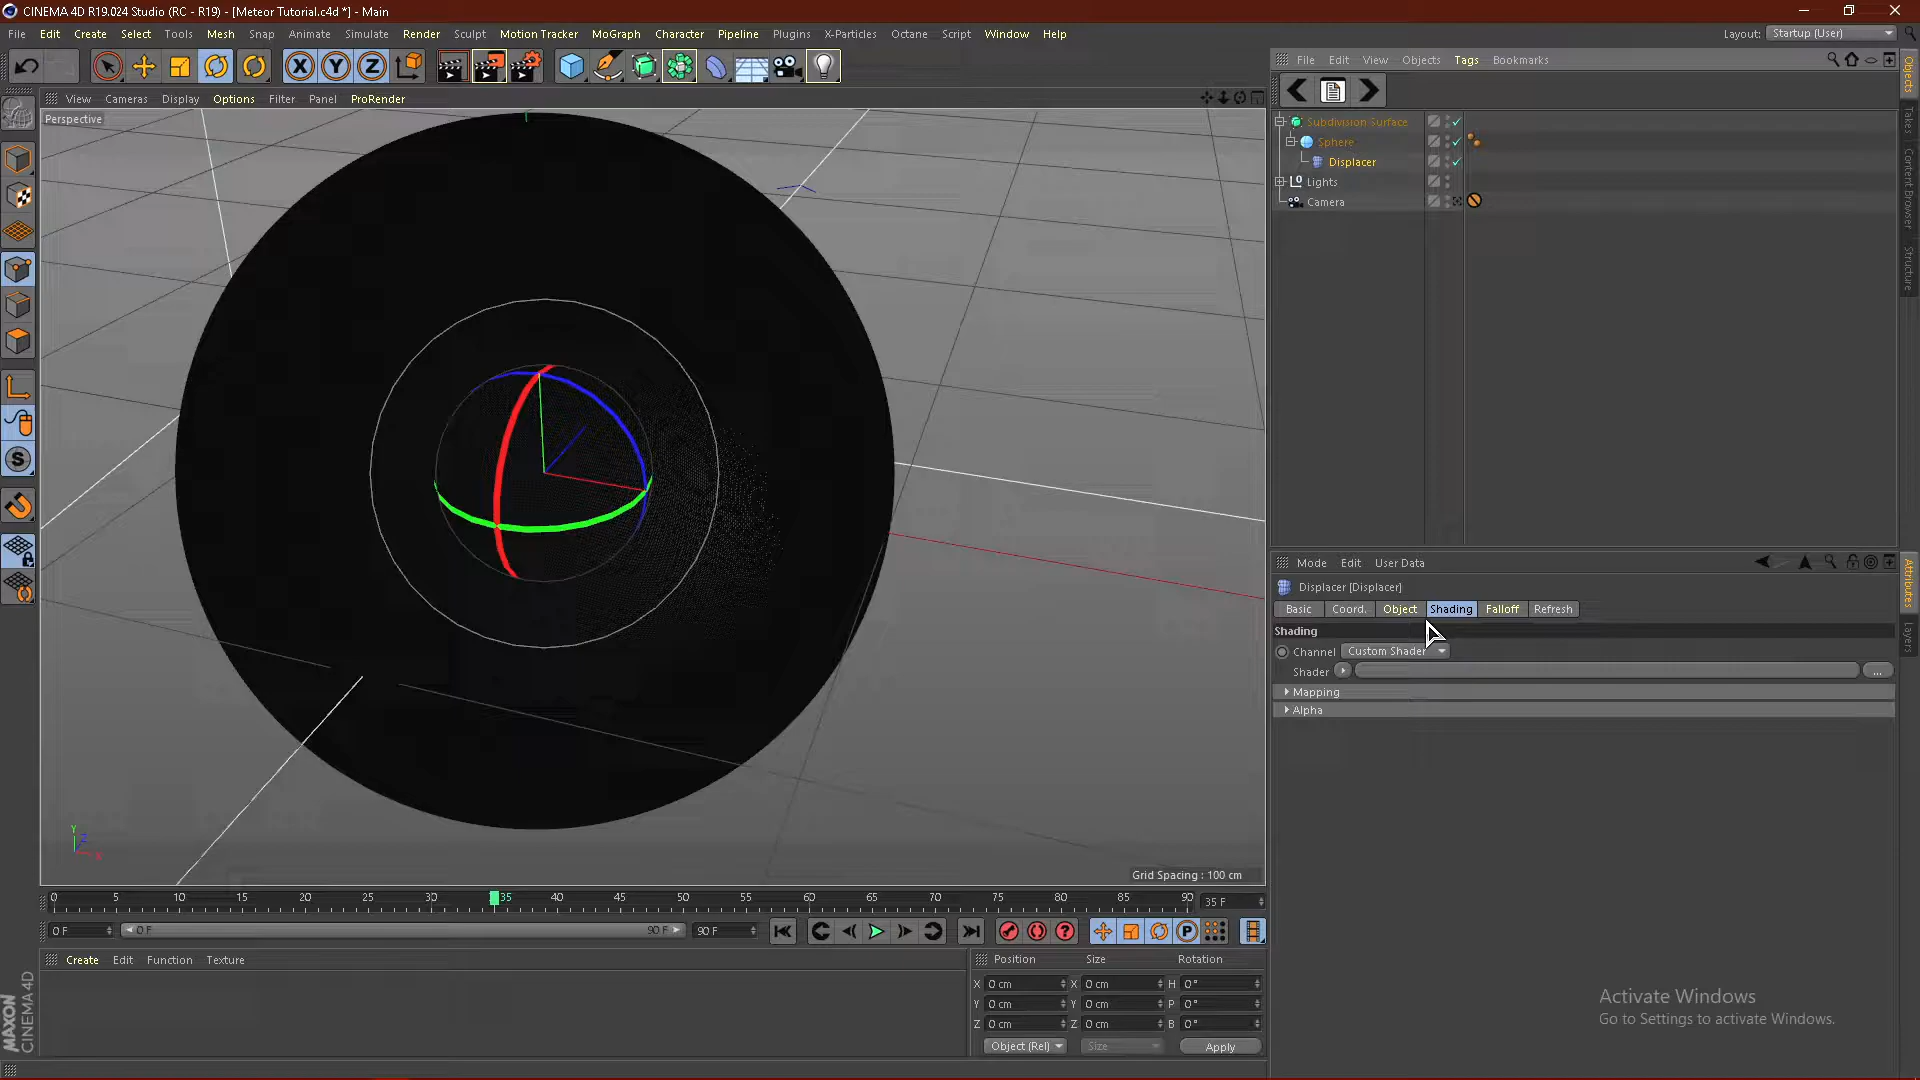 CINEMA 4D R19.024 Studio (RC - R19) - [Meteor Tutorial.c4d *] - Main
File Edit Create Select Tools Mesh Snap Animate Simulate Render Sculpt Motion Tracker MoGraph Character Pipeline Plugins X-Particles Octane Script Window Help
Layout: Startup (User)
X Y Z
File Edit View Objects Tags Bookmarks
View Cameras Display Options Filter Panel ProRender
Perspective
Subdivision Surface
Sphere
Displacer
Lights
Camera
Objects
Takes
Content Browser
Structure
Mode Edit User Data
Displacer [Displacer]
Basic Coord. Object Shading Falloff Refresh
Shading
Channel Custom Shader
Shader ...
Mapping
Alpha
Attributes
Layers
Y Z X
Grid Spacing : 100 cm
0 5 10 15 20 25 30 35 40 45 50 55 60 65 70 75 80 85 90 35 F
0 F 0 F 90 F 90 F
Create Edit Function Texture
Position Size Rotation
X 0 cm X 0 cm H 0 °
Y 0 cm Y 0 cm P 0 °
Z 0 cm Z 0 cm B 0 °
Object (Rel) Size Apply
MAXON
CINEMA 4D
Activate Windows
Go to Settings to activate Windows.